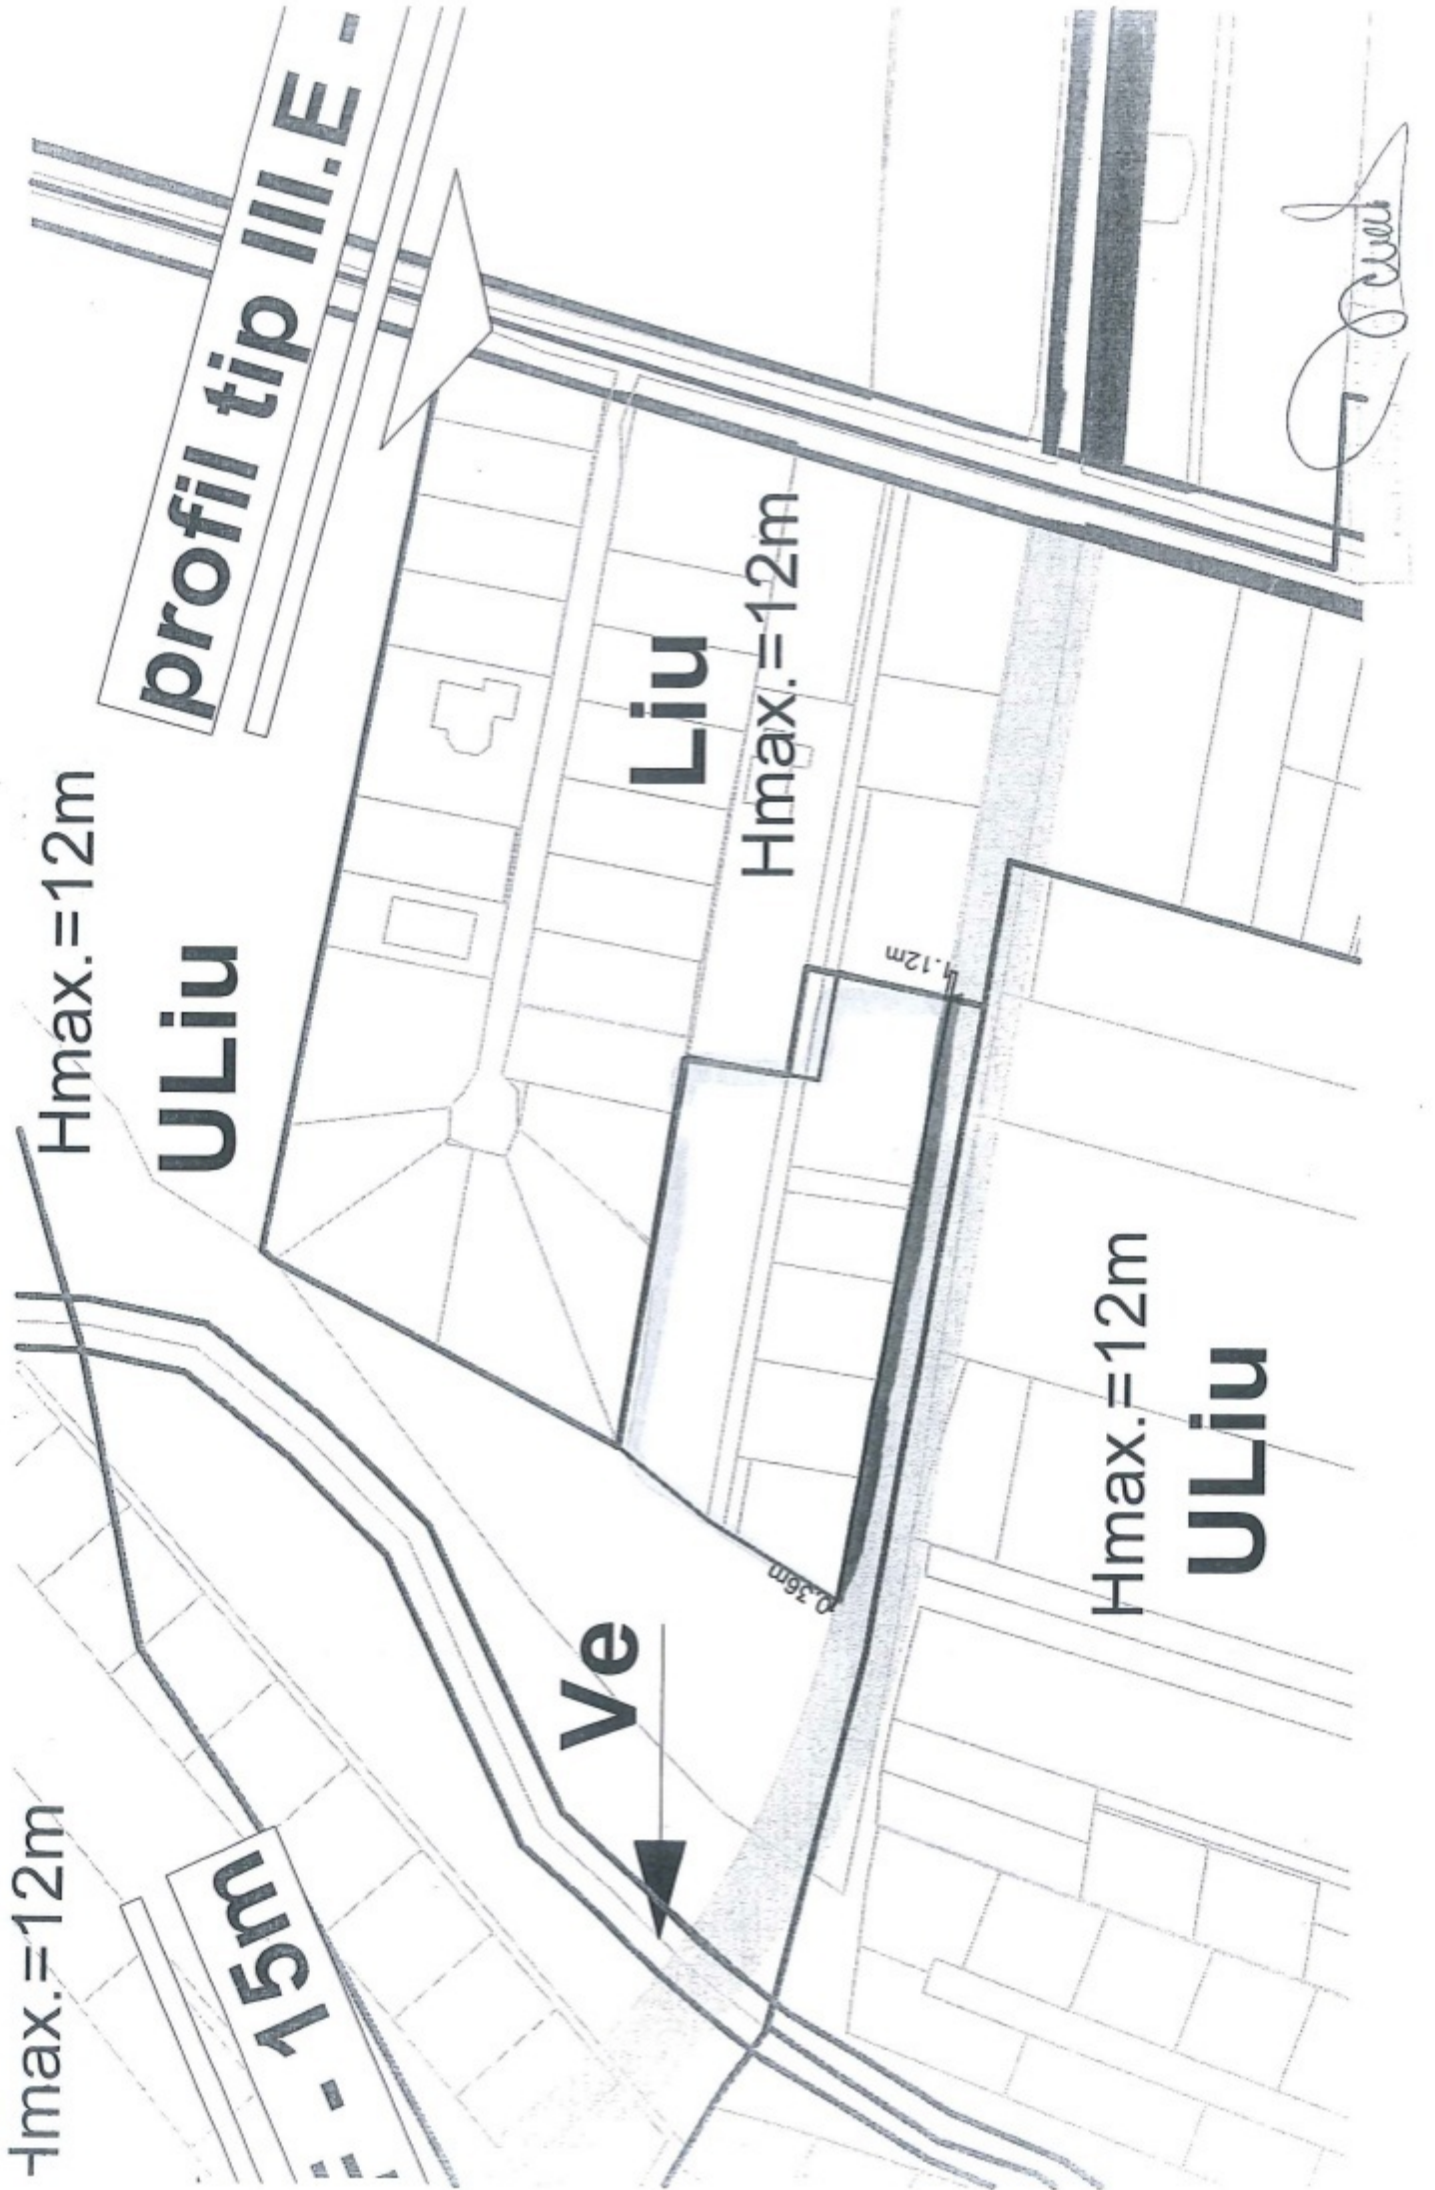 profil tip III.E -
Hmax.=12m
ULiu
Liu
Hmax.=12m
1.12m
0,36m
Ve
Hmax.=12m
ULiu
Hmax.=12m
- 15m